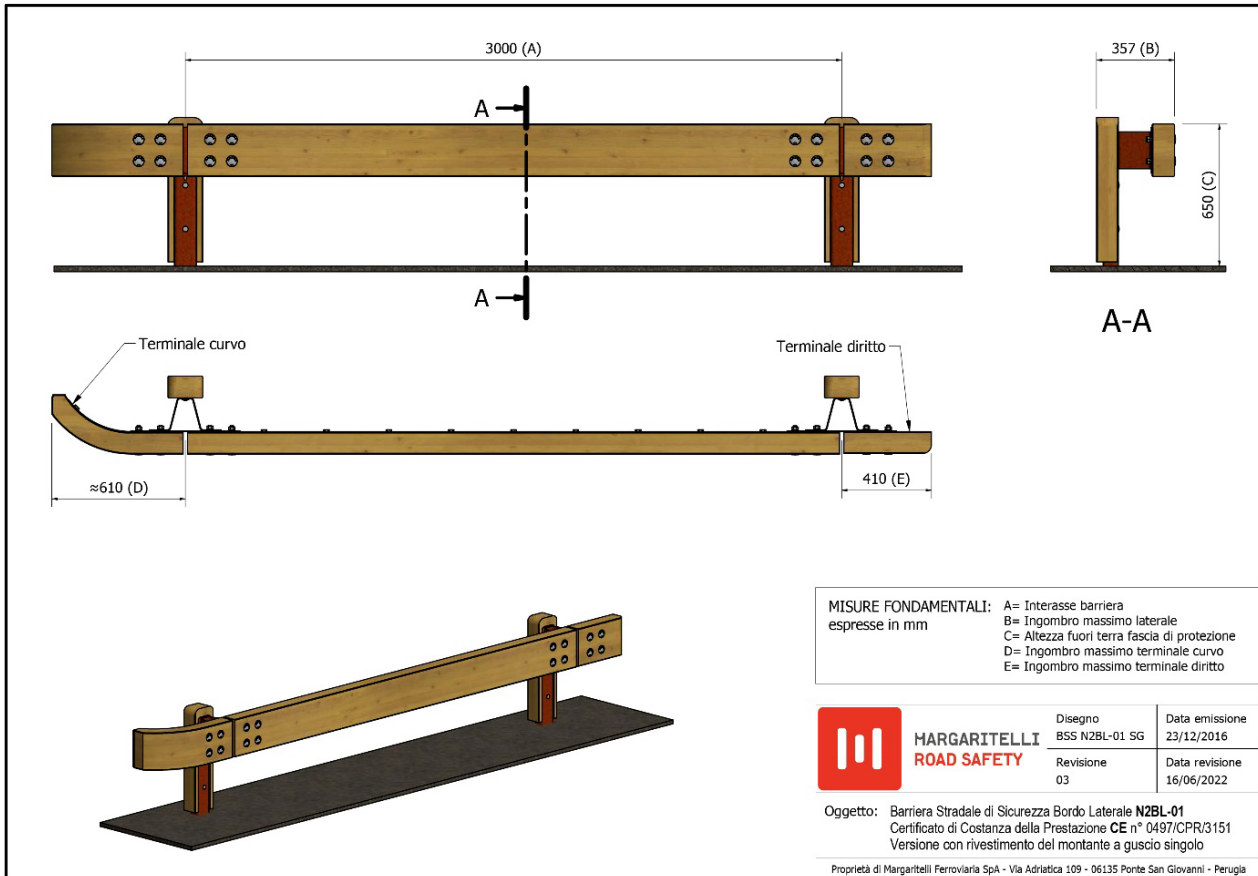 3000 (A)
357 (B)
A
650 (C)
A
A-A
Terminale curvo
Terminale diritto
≈610 (D)
410 (E)
MISURE FONDAMENTALI:
espresse in mm
A= Interasse barriera
B= Ingombro massimo laterale
C= Altezza fuori terra fascia di protezione
D= Ingombro massimo terminale curvo
E= Ingombro massimo terminale diritto
MARGARITELLI
ROAD SAFETY
Disegno
BSS N2BL-01 SG
Data emissione
23/12/2016
Revisione
03
Data revisione
16/06/2022
Oggetto: Barriera Stradale di Sicurezza Bordo Laterale N2BL-01
Certificato di Costanza della Prestazione CE n° 0497/CPR/3151
Versione con rivestimento del montante a guscio singolo
Proprietà di Margaritelli Ferroviaria SpA - Via Adriatica 109 - 06135 Ponte San Giovanni - Perugia